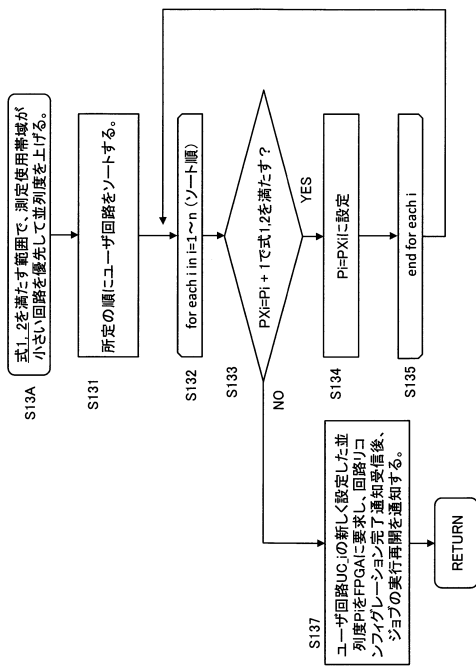 式1, 2を満たす範囲で、測定使用帯域が
小さい回路を優先して並列度を上げる。
S13A
所定の順にユーザ回路をソートする。
S131
for each i in i=1～n (ソート順)
S132
PXi=Pi + 1で式1,2を満たす？
S133
YES
NO
Pi=PXiに設定
S134
end for each i
S135
ユーザ回路UC_iの新しく設定した並
列度PiをFPGAに要求し、回路リコ
ンフィグレーション完了通知受信後、
ジョブの実行再開を通知する。
S137
RETURN